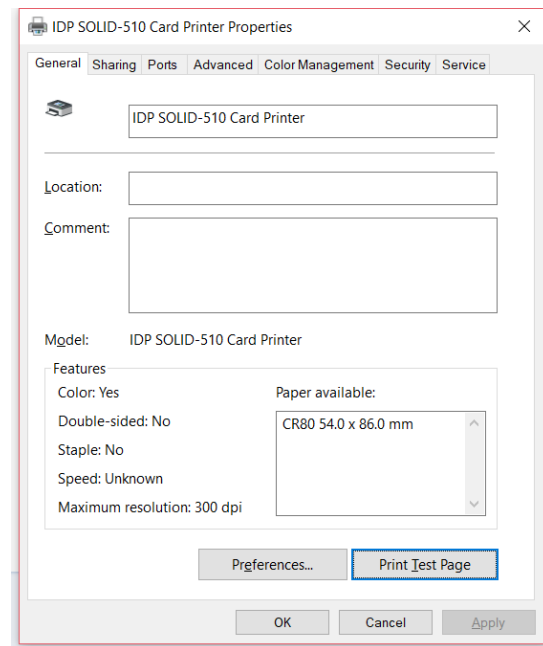 IDP SOLID-510 Card Printer Properties
General Sharing Ports Advanced Color Management Security Service
IDP SOLID-510 Card Printer
Location:
Comment:
Model: IDP SOLID-510 Card Printer
Features
Color: Yes Paper available:
Double-sided: No CR80 54.0 x 86.0 mm
Staple: No
Speed: Unknown
Maximum resolution: 300 dpi
Preferences... Print Test Page
OK Cancel Apply